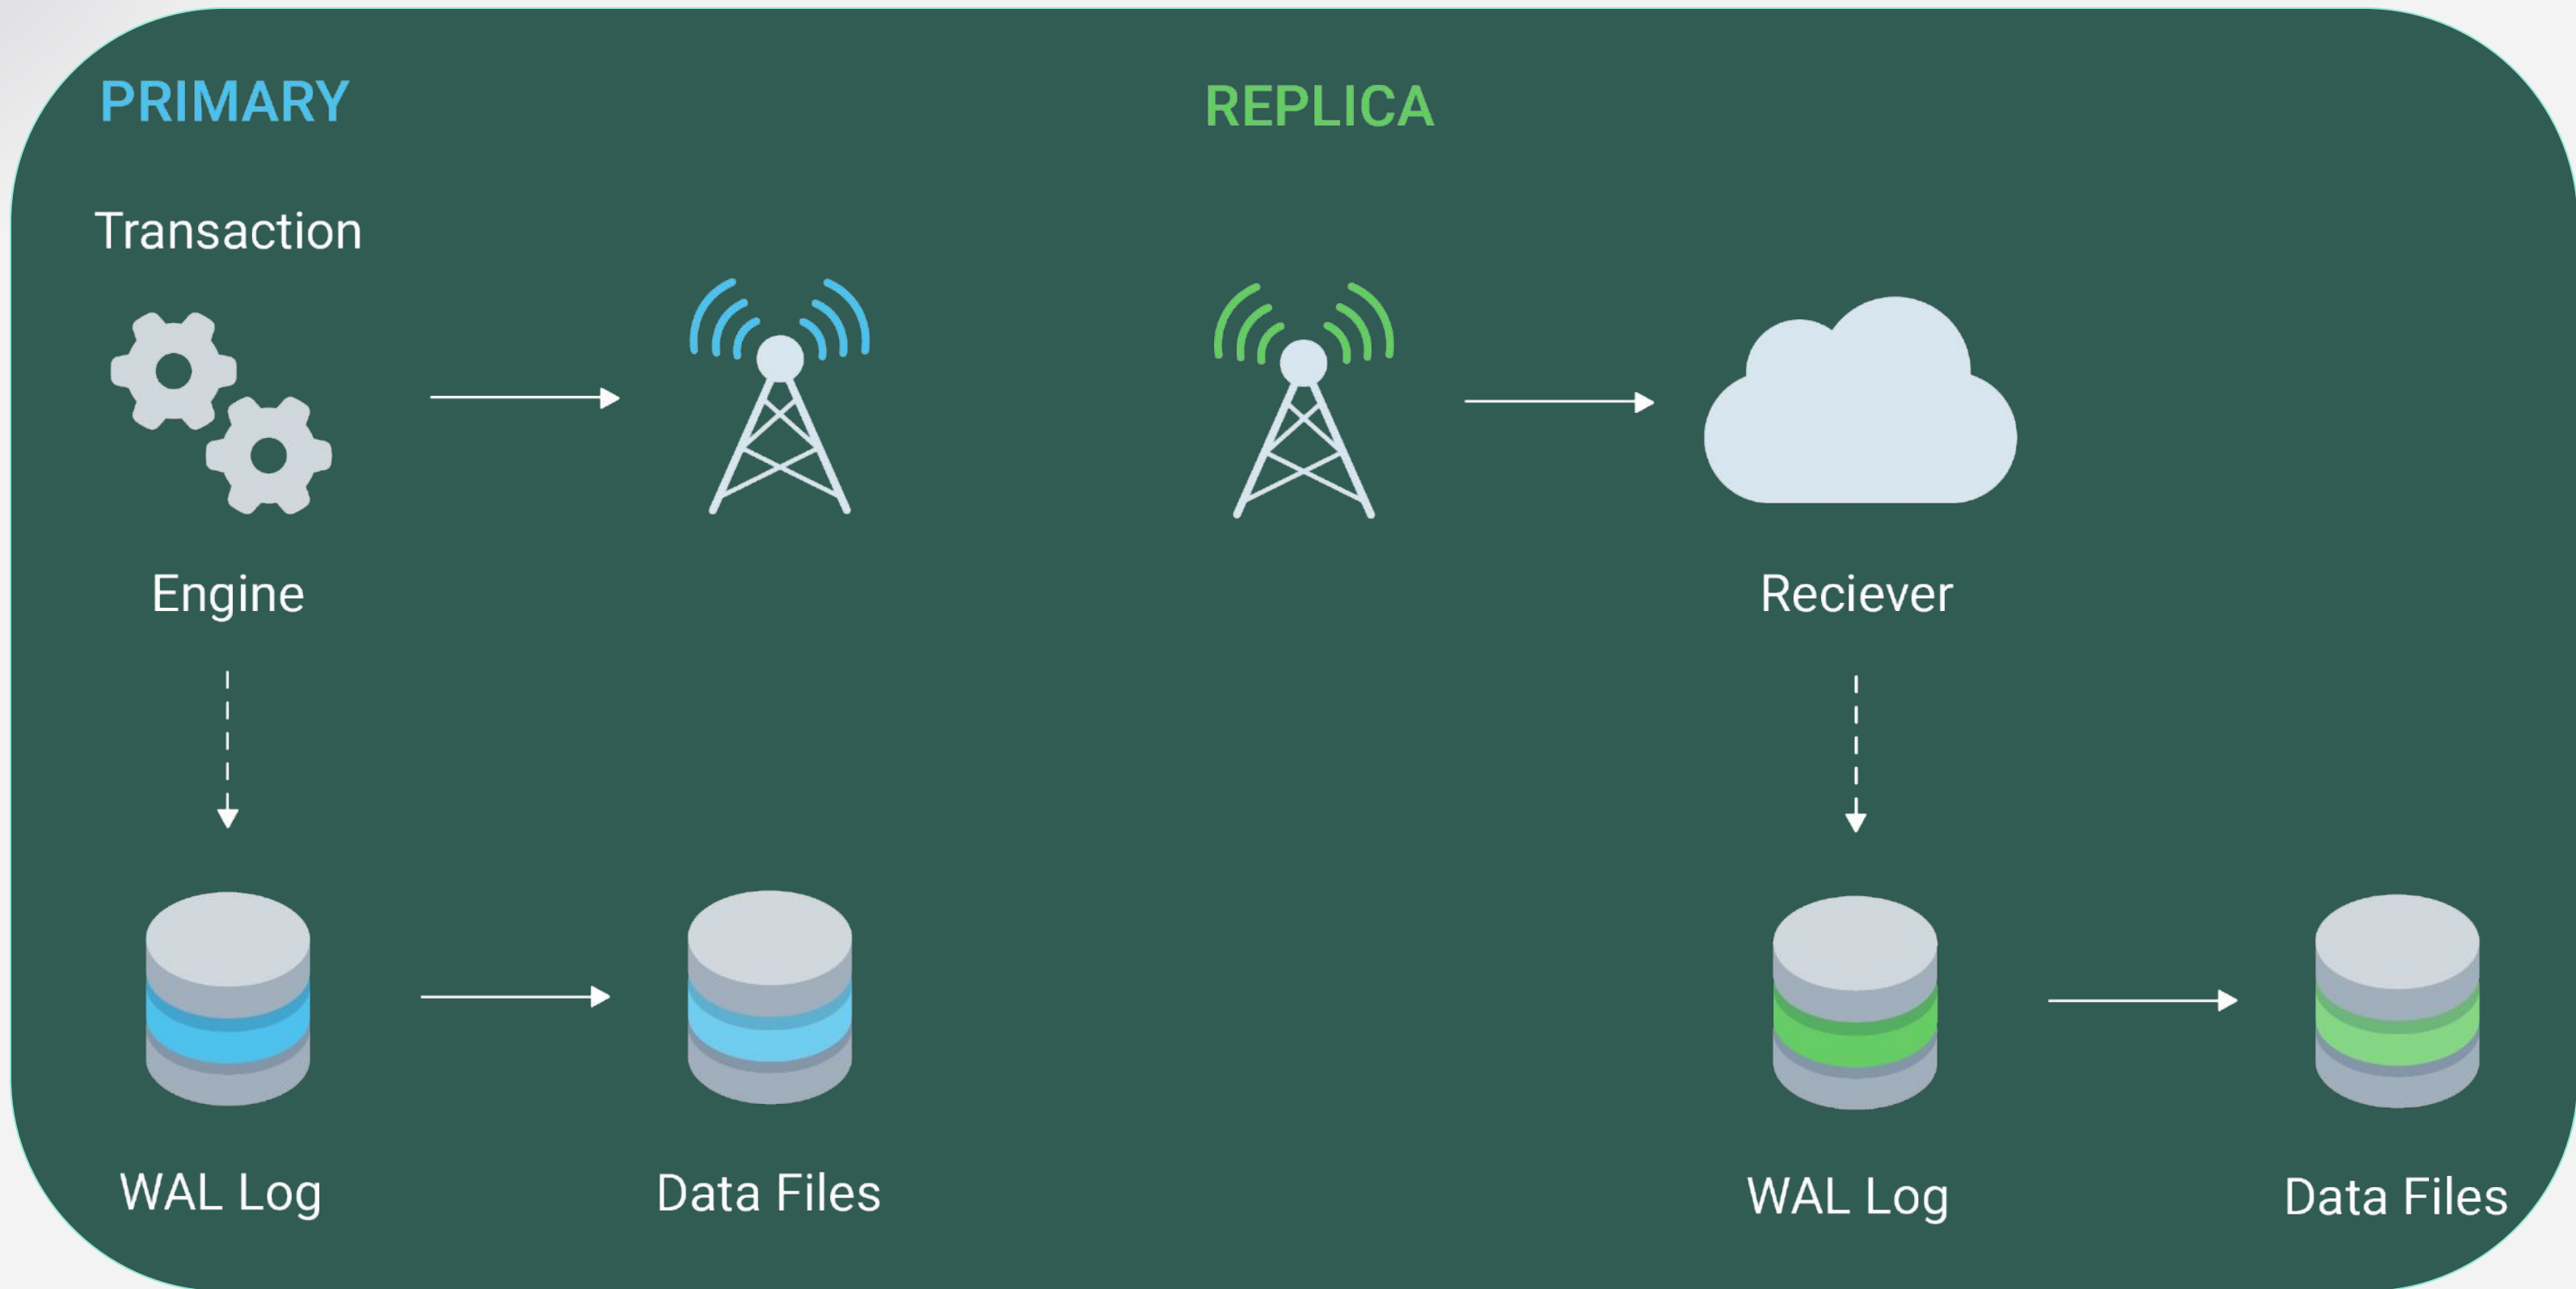 PRIMARY
REPLICA
Transaction
Engine
Reciever
WAL Log
Data Files
WAL Log
Data Files